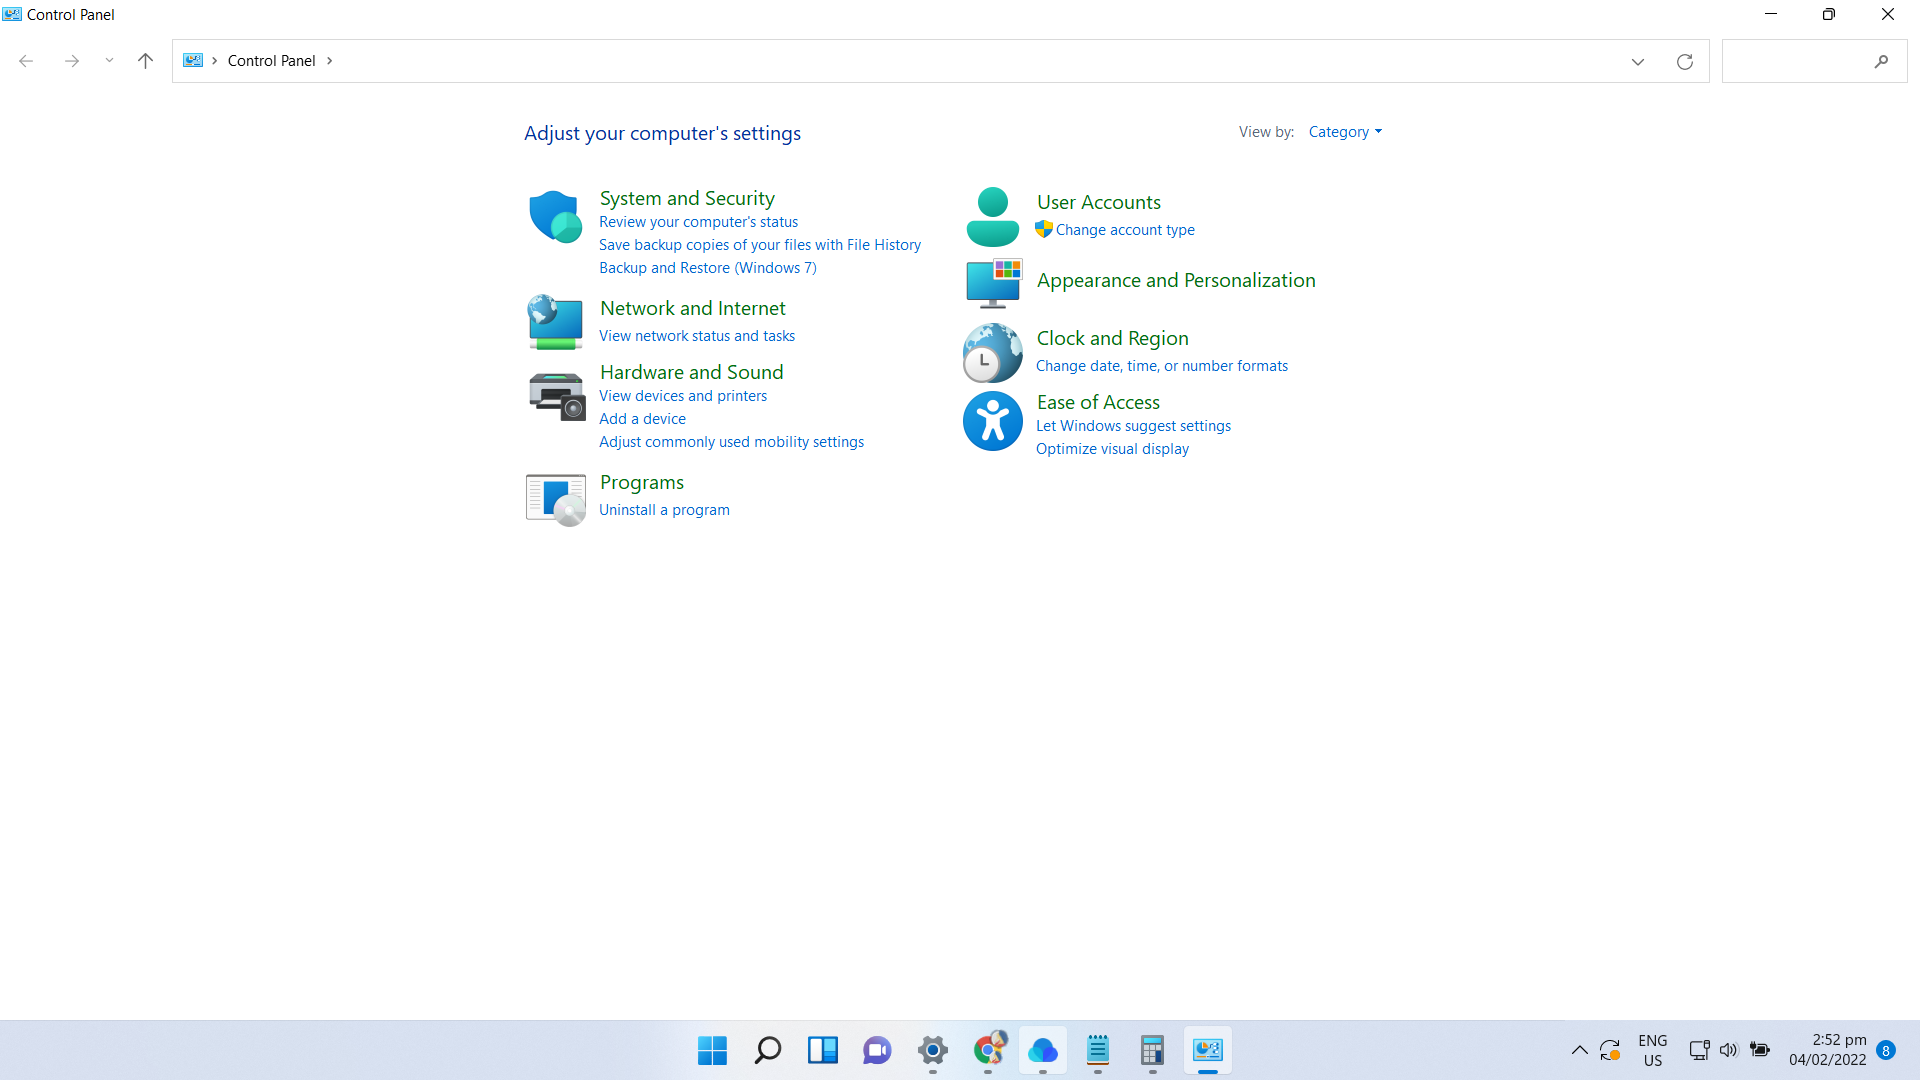 Control Panel
Control Panel
Adjust your computer's settings
View by: Category
System and Security
Review your computer's status
Save backup copies of your files with File History
Backup and Restore (Windows 7)
Network and Internet
View network status and tasks
Hardware and Sound
View devices and printers
Add a device
Adjust commonly used mobility settings
Programs
Uninstall a program
User Accounts
Change account type
Appearance and Personalization
Clock and Region
Change date, time, or number formats
Ease of Access
Let Windows suggest settings
Optimize visual display
ENG
US
2:52 pm
04/02/2022
8